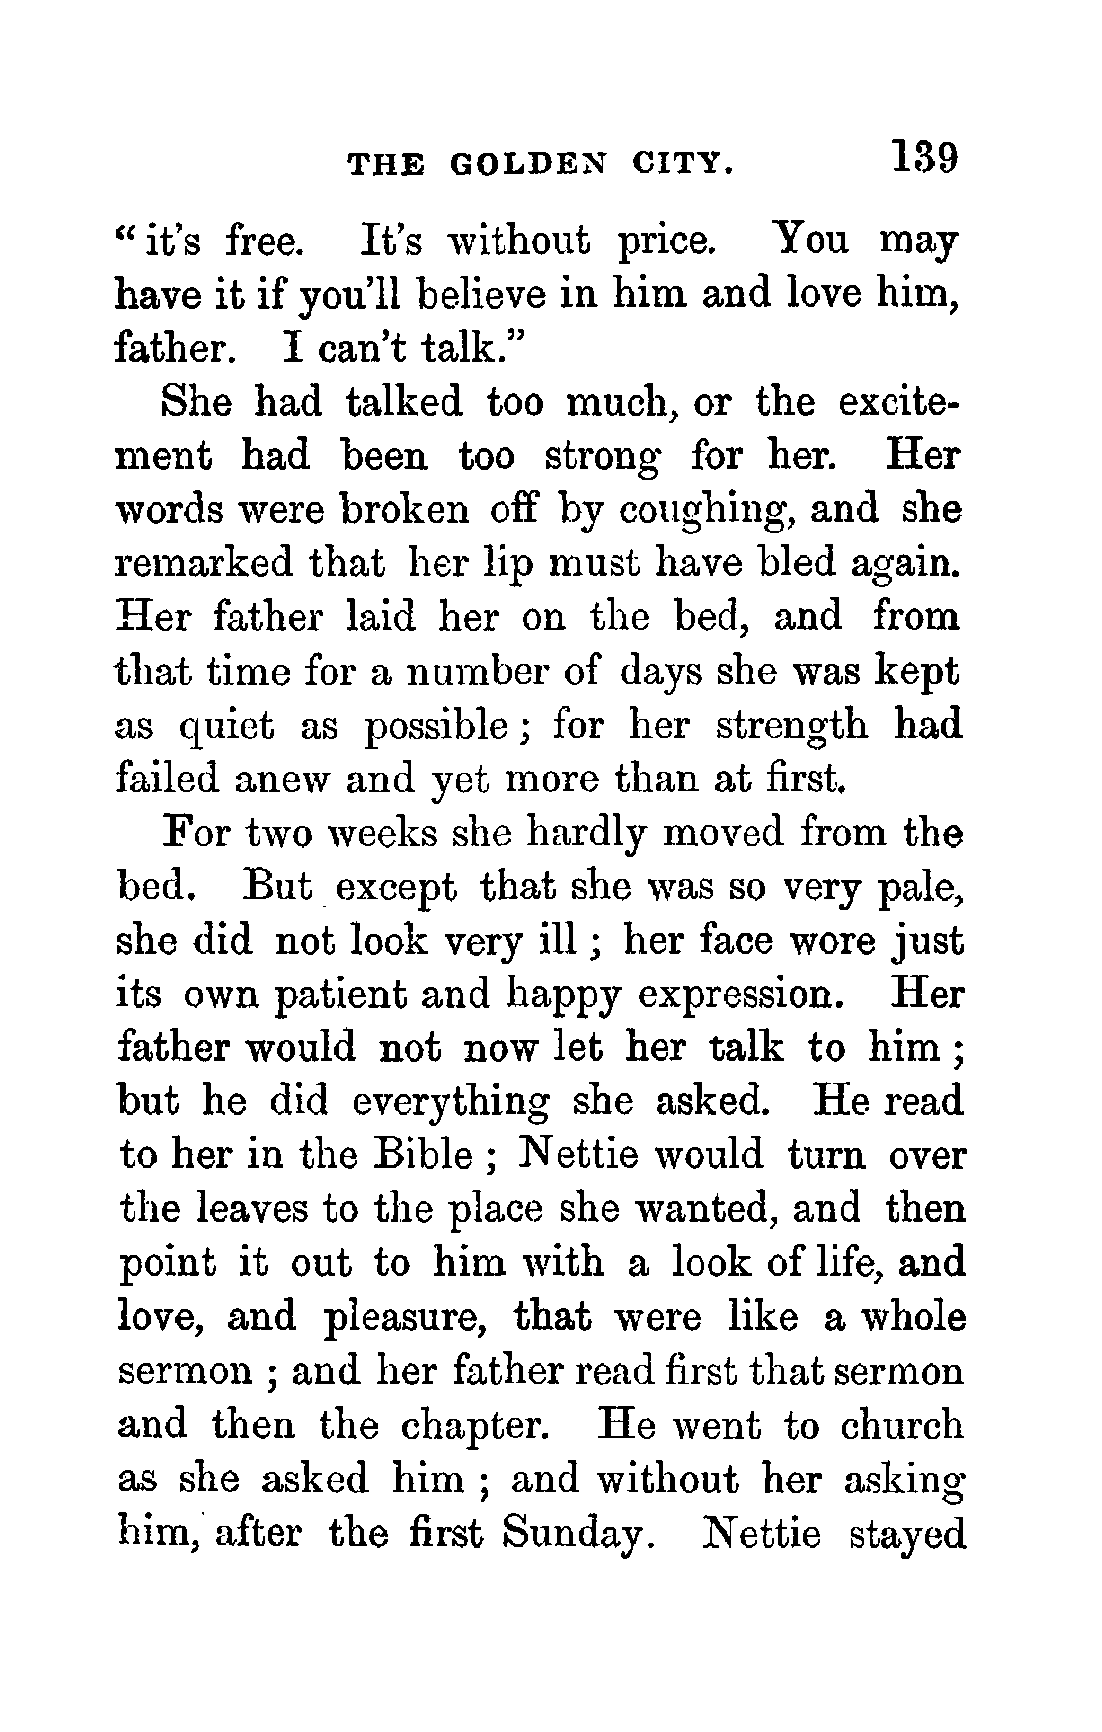 THE GOLDEN CITY. 139
"it's free. It's without price. You may
have it if you'll believe in him and love him,
father. I can't talk."
She had talked too much, or the excite-
ment had been too strong for her. Her
words were broken off by coughing, and she
remarked that her lip must have bled again.
Her father laid her on the bed, and from
that time for a number of days she was kept
as quiet as possible; for her strength had
failed anew and yet more than at first.
For two weeks she hardly moved from the
bed. But except that she was so very pale,
she did not look very ill; her face wore just
its own patient and happy expression. Her
father would not now let her talk to him;
but he did everything she asked. He read
to her in the Bible; Nettie would turn over
the leaves to the place she wanted, and then
point it out to him with a look of life, and
love, and pleasure, that were like a whole
sermon; and her father read first that sermon
and then the chapter. He went to church
as she asked him; and without her asking
him, after the first Sunday. Nettie stayed